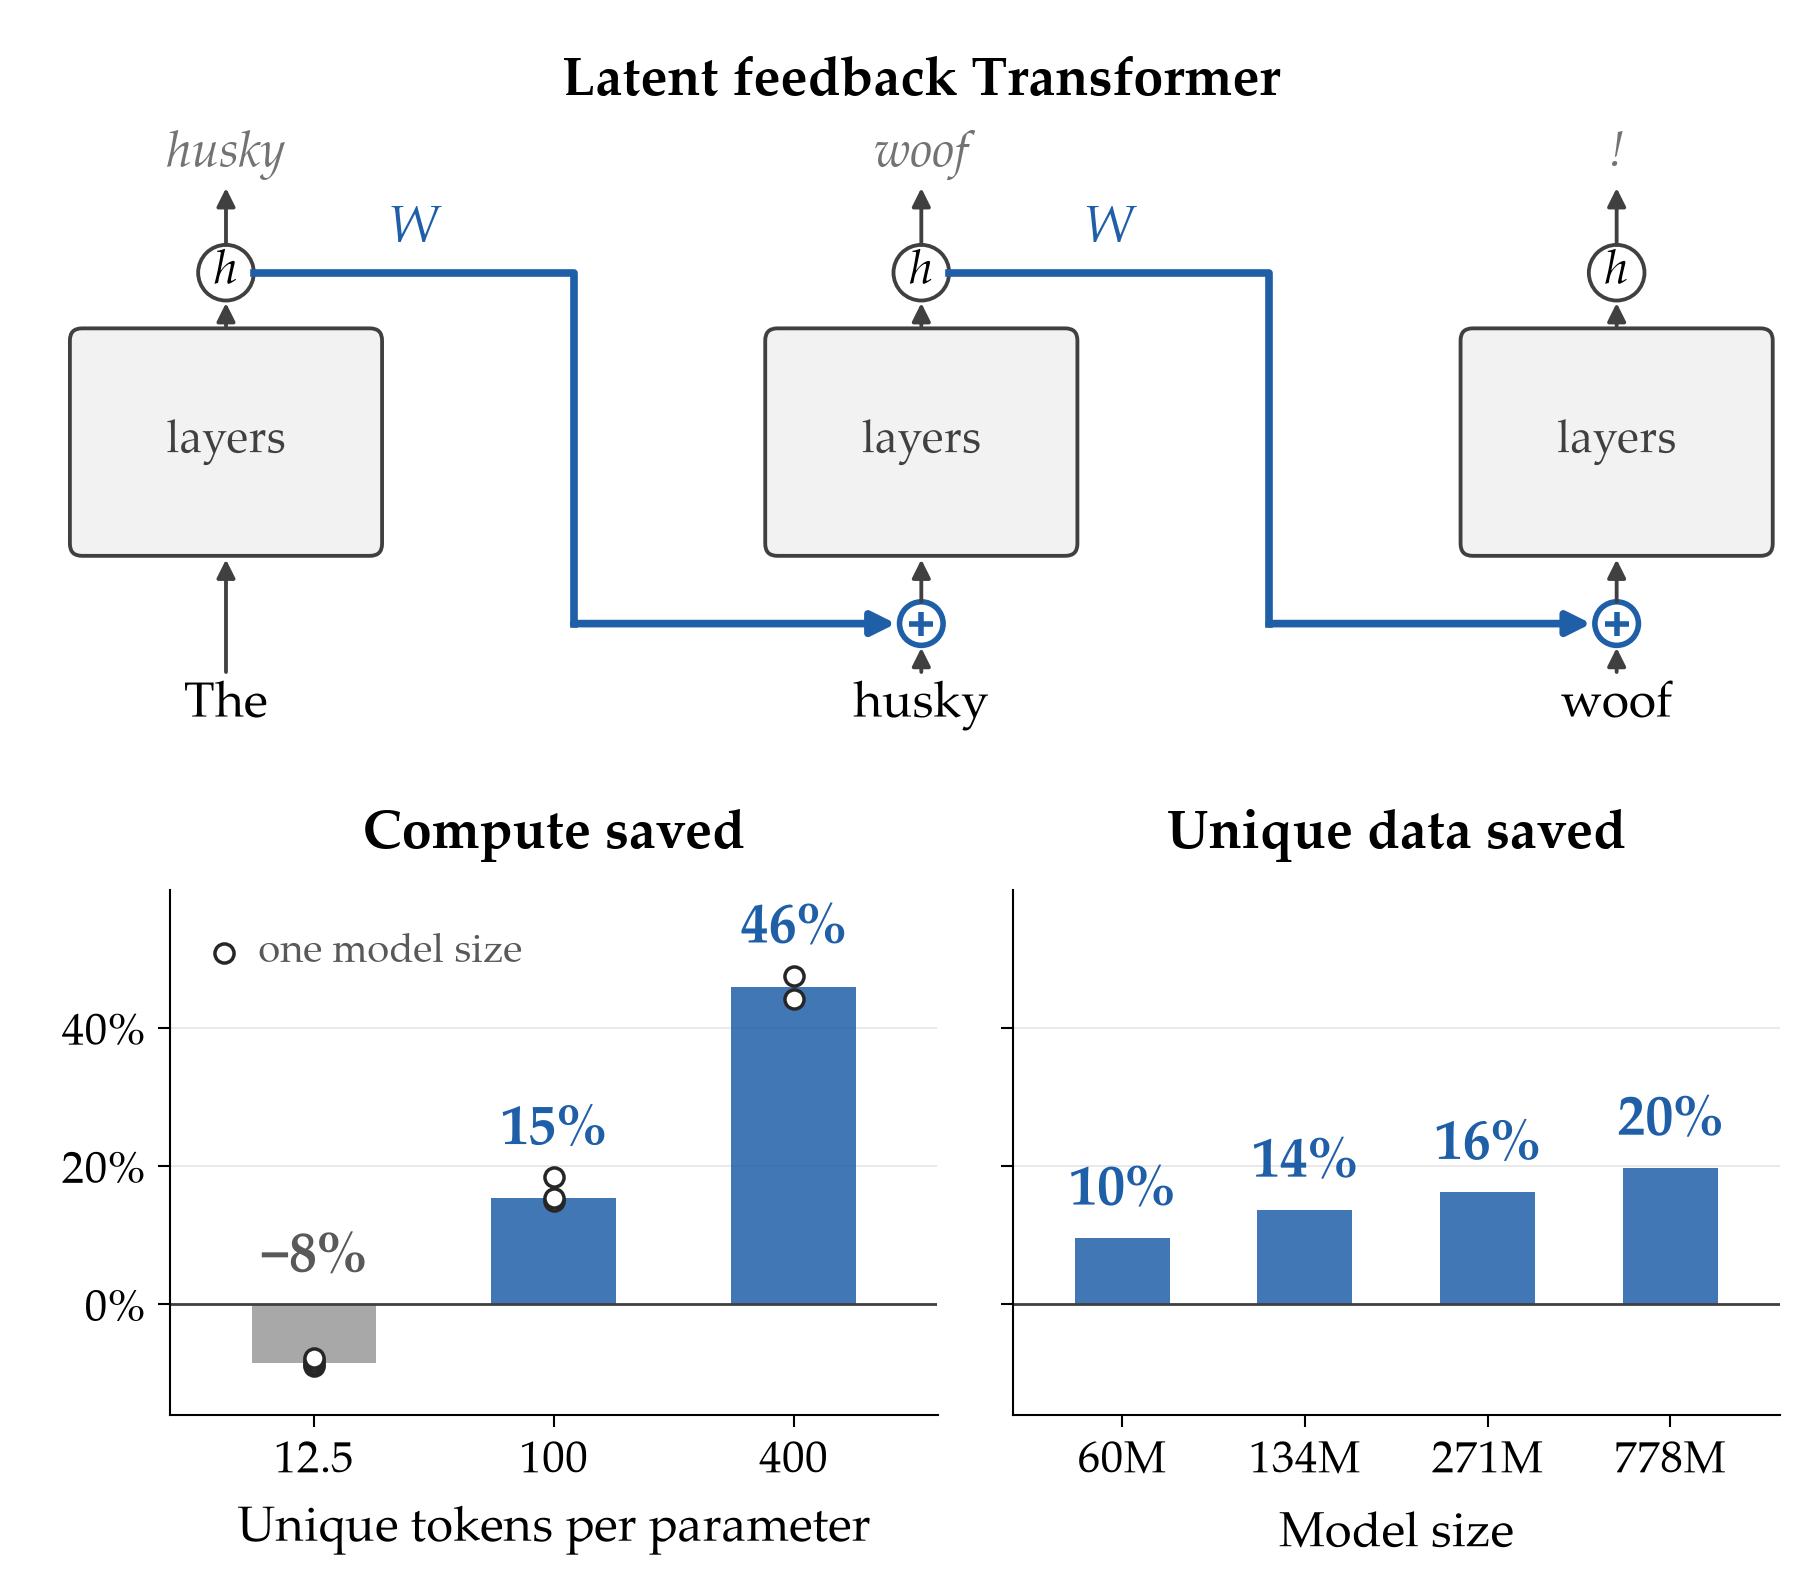 Latent feedback Transformer
husky woof !
W W
h h h
layers layers layers
+ +
The husky woof
Compute saved
one model size
46%
15%
−8%
40%
20%
0%
12.5 100 400
Unique tokens per parameter
Unique data saved
10% 14% 16% 20%
60M 134M 271M 778M
Model size